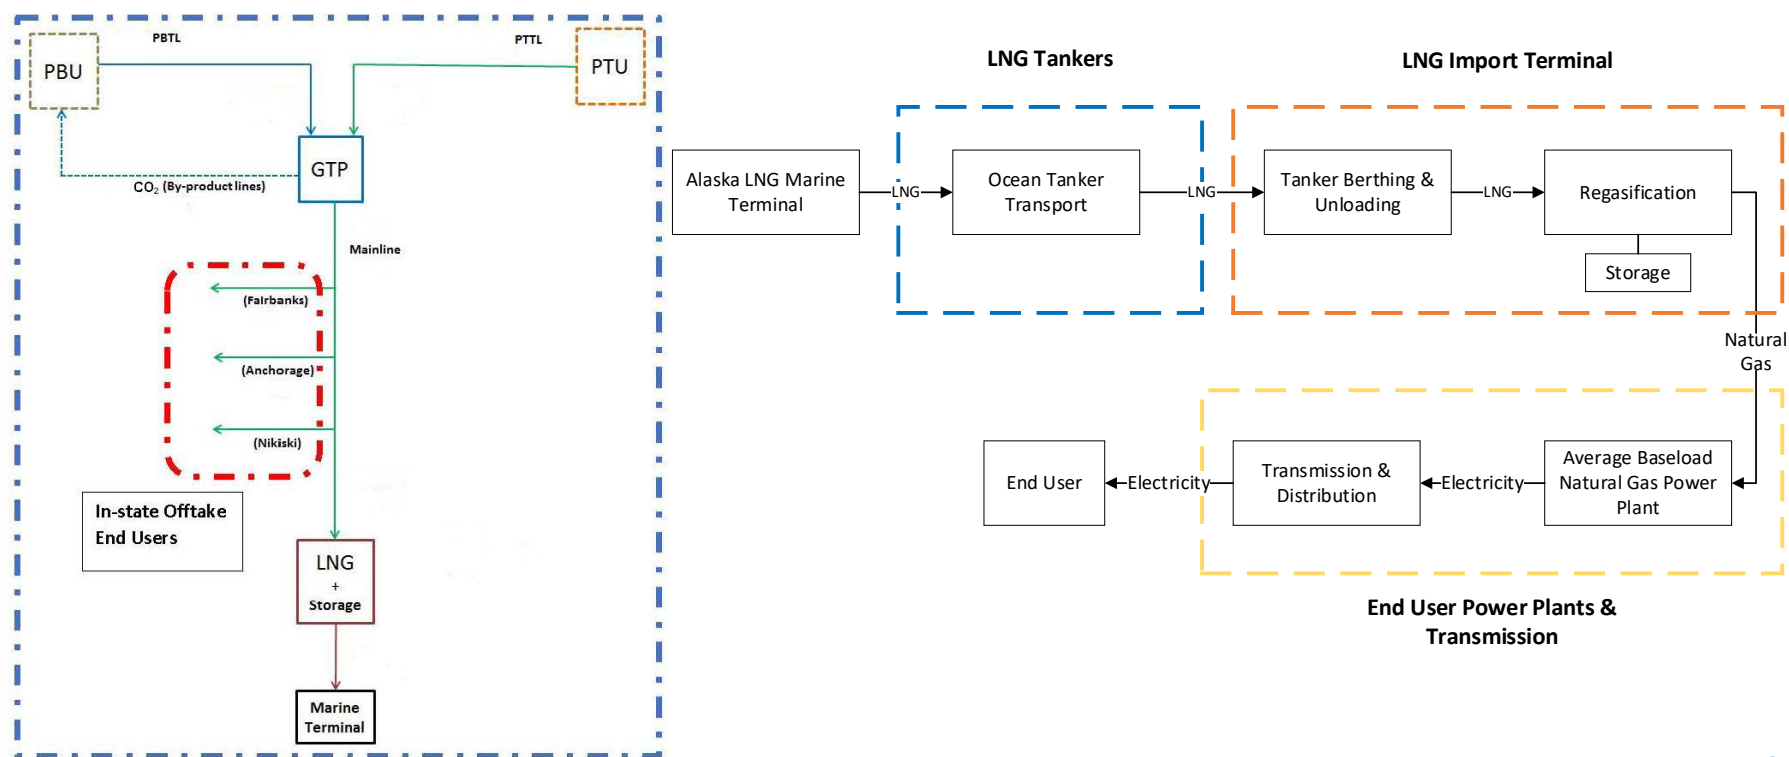 PBTL
PTTL
PBU
PTU
GTP
CO₂ (By-product lines)
Mainline
(Fairbanks)
(Anchorage)
(Nikiski)
In-state Offtake
End Users
LNG
+
Storage
Marine
Terminal
LNG Tankers
LNG Import Terminal
Alaska LNG Marine
Terminal
LNG
Ocean Tanker
Transport
LNG
Tanker Berthing &
Unloading
LNG
Regasification
Storage
Natural
Gas
Average Baseload
Natural Gas Power
Plant
Electricity
Transmission &
Distribution
Electricity
End User
End User Power Plants &
Transmission